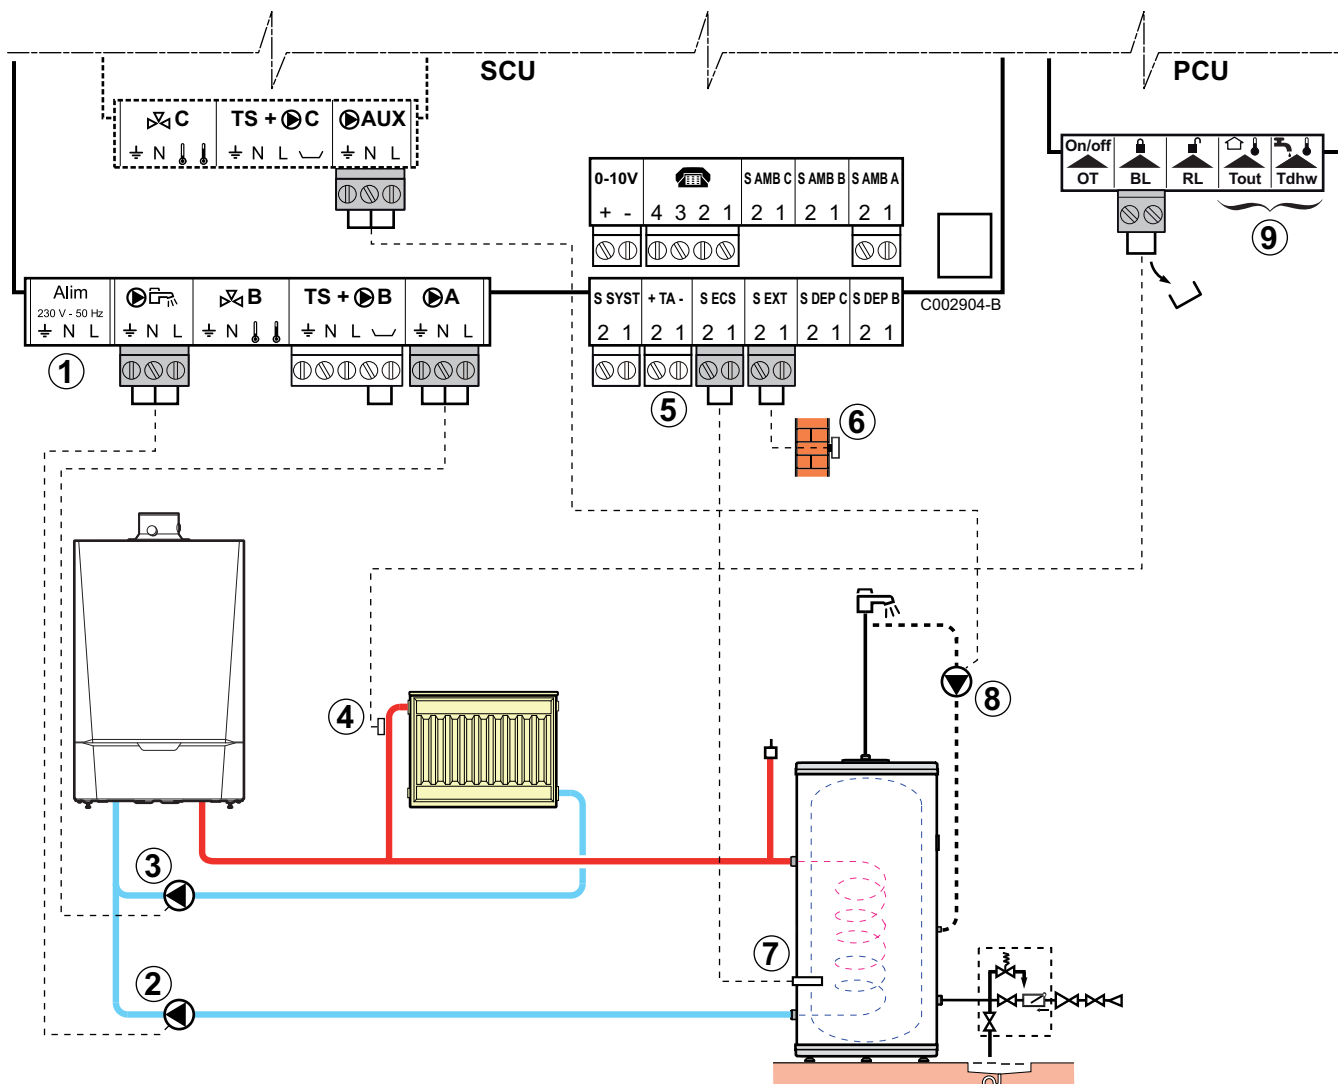 SCU
PCU
C
TS + C
AUX
N
N L
N L
0-10V
S AMB C
S AMB B
S AMB A
+ -
4 3 2 1
2 1
2 1
2 1
On/off
OT
BL
RL
Tout
Tdhw
9
Alim
230 V - 50 Hz
N L
N L
B
N
TS + B
N L
A
N L
S SYST
+ TA -
S ECS
S EXT
S DEP C
S DEP B
2 1
2 1
2 1
2 1
2 1
2 1
C002904-B
1
5
6
4
8
3
7
2